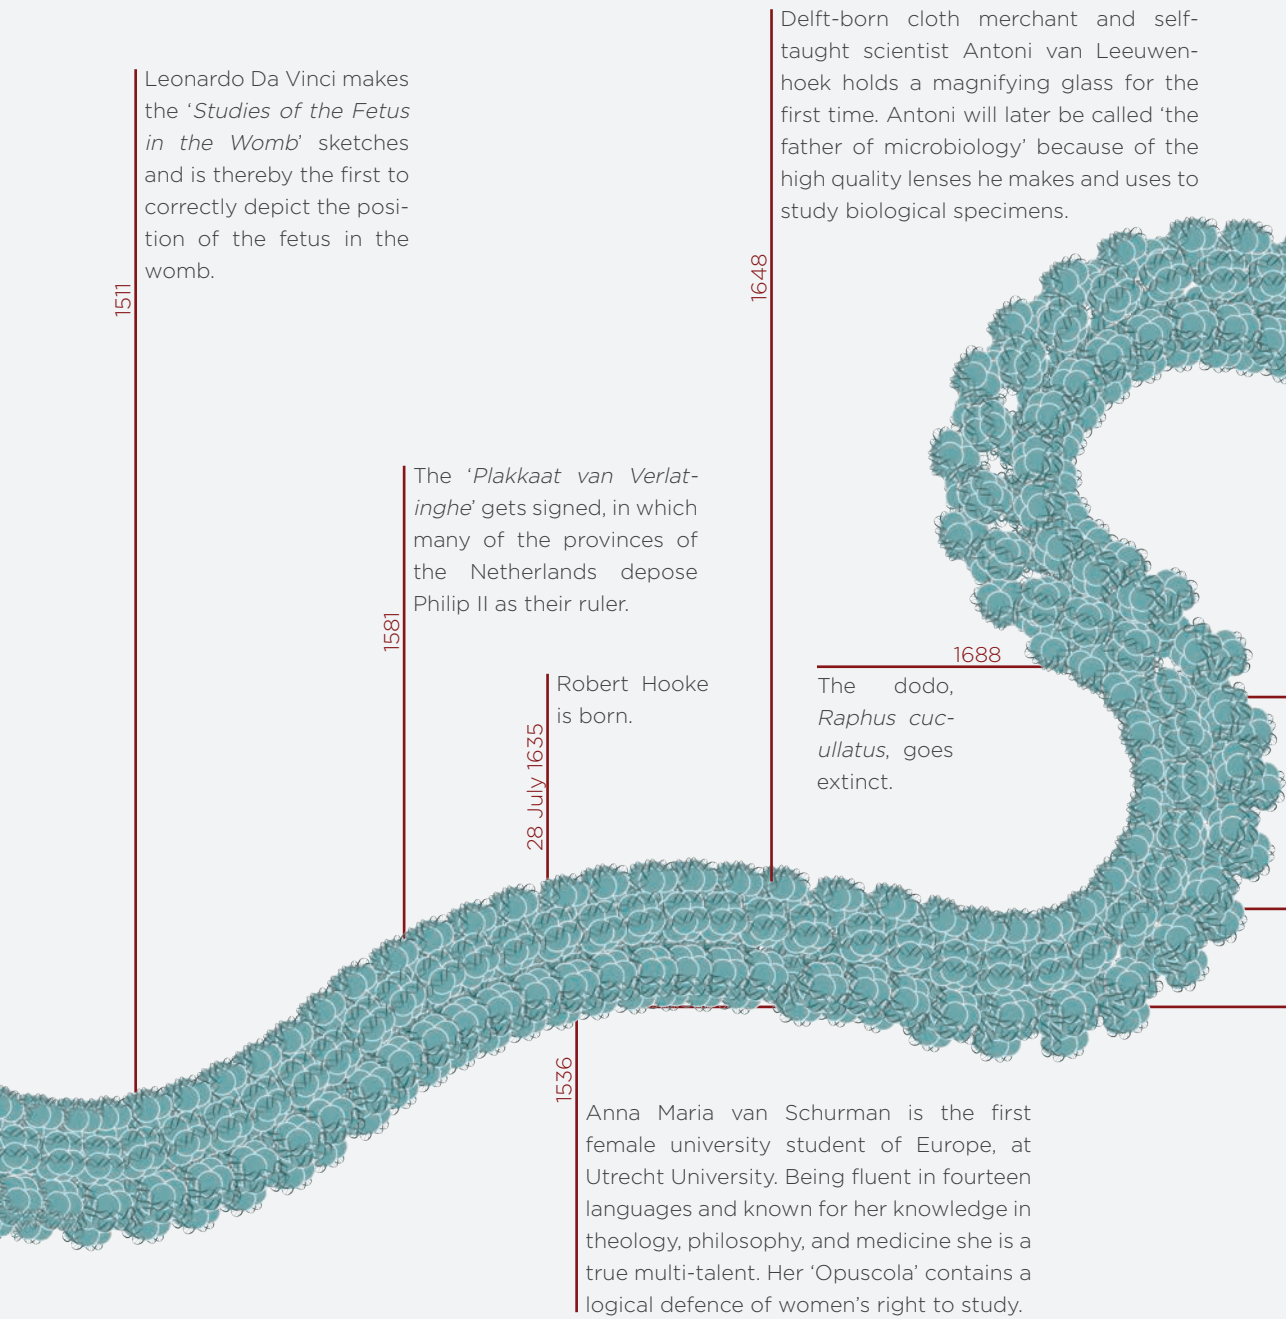 1511
Leonardo Da Vinci makes
the ‘Studies of the Fetus
in the Womb’ sketches
and is thereby the first to
correctly depict the posi-
tion of the fetus in the
womb.
1581
The ‘Plakkaat van Verlat-
inghe’ gets signed, in which
many of the provinces of
the Netherlands depose
Philip II as their ruler.
28 July 1635
Robert Hooke
is born.
1536
Anna Maria van Schurman is the first
female university student of Europe, at
Utrecht University. Being fluent in fourteen
languages and known for her knowledge in
theology, philosophy, and medicine she is a
true multi-talent. Her ‘Opuscola’ contains a
logical defence of women’s right to study.
1648
Delft-born cloth merchant and self-
taught scientist Antoni van Leeuwen-
hoek holds a magnifying glass for the
first time. Antoni will later be called ‘the
father of microbiology’ because of the
high quality lenses he makes and uses to
study biological specimens.
1688
The dodo,
Raphus cuc-
ullatus, goes
extinct.